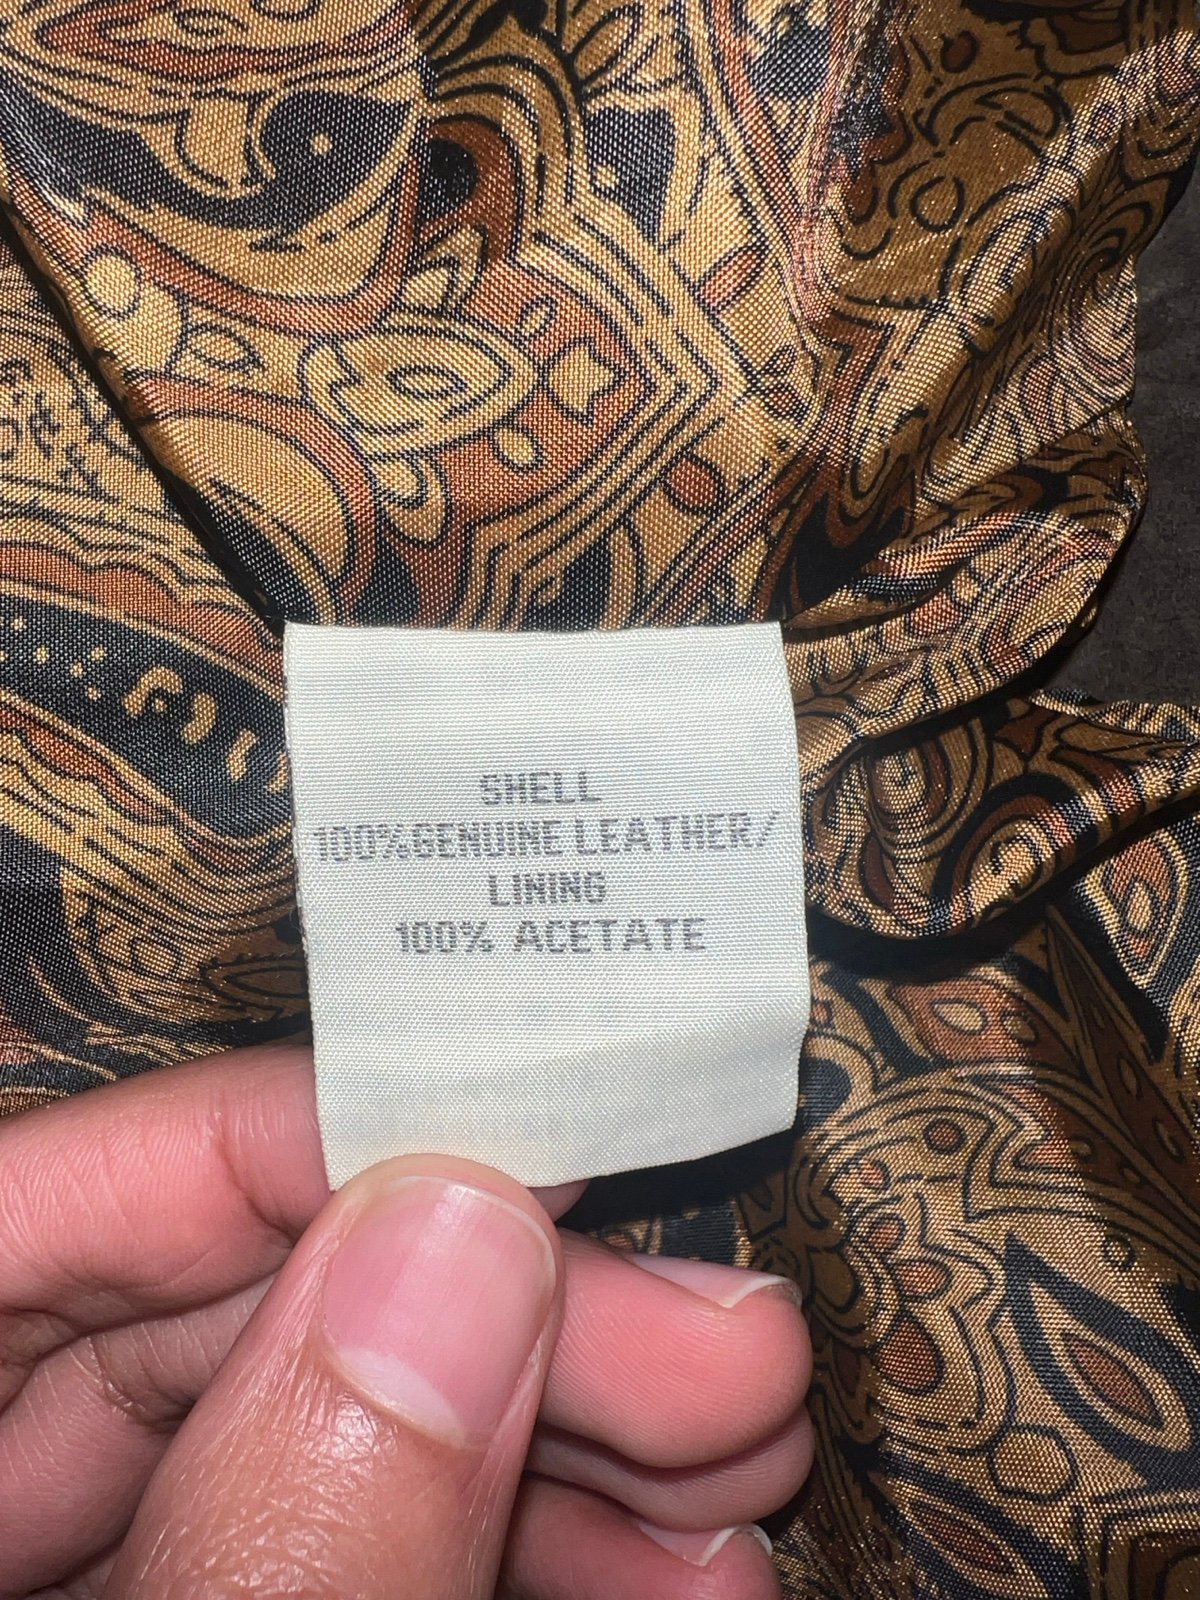 SHELL
100%GENUINE LEATHER/
LINING
100% ACETATE